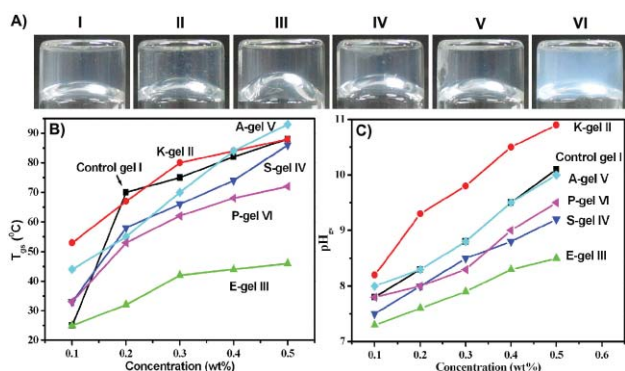 A)
I II III IV V VI
B)
Control gel I
K-gel II
A-gel V
S-gel IV
P-gel VI
E-gel III
Tgs (⁰C)
90
80
70
60
50
40
30
20
0.1 0.2 0.3 0.4 0.5
Concentration (wt%)
C)
K-gel II
Control gel I
A-gel V
P-gel VI
S-gel IV
E-gel III
pHgs
11
10
9
8
7
0.1 0.2 0.3 0.4 0.5 0.6
Concentration (wt%)